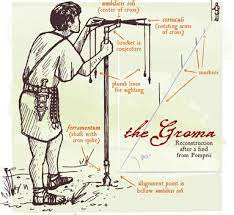 umbilicus soli
(center of cross)
corniculi
(rotating arms
of cross)
bracket is
conjecture
plumb lines
for sighting
markers
ferramentum
(shaft with
iron spike)
the Groma
Reconstruction
after a find
from Pompeii
90°
alignment point is
below umbilicus soli